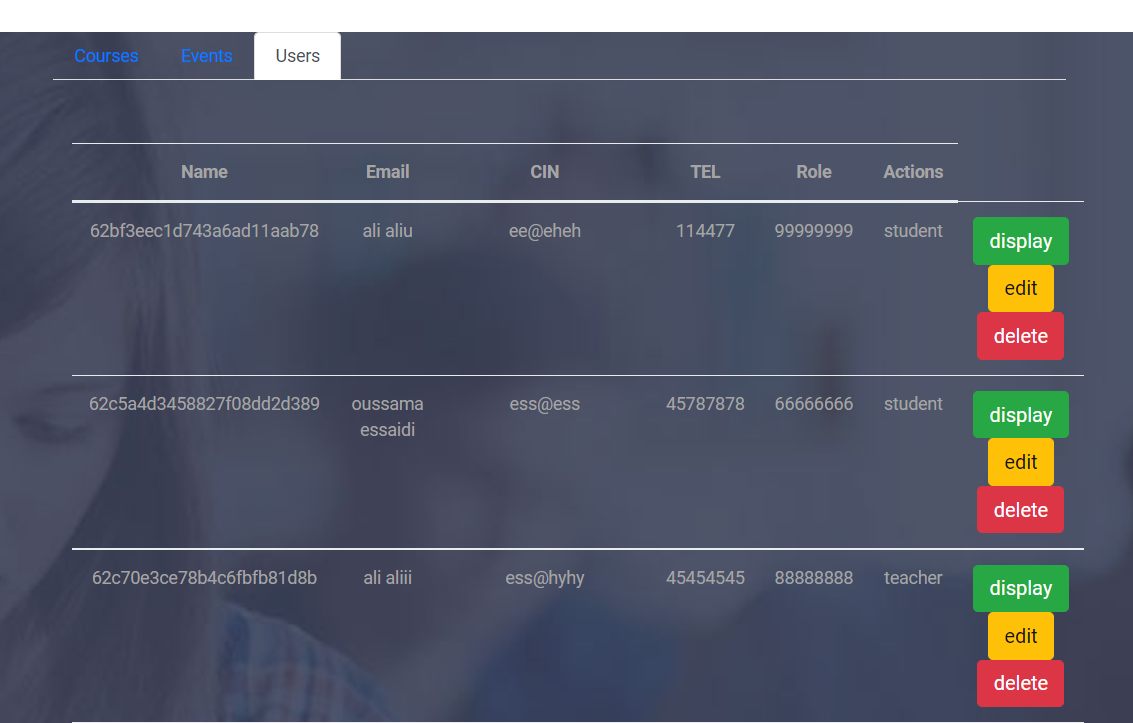 Courses Events Users
Name Email CIN TEL Role Actions
62bf3eec1d743a6ad11aab78 ali aliu ee@eheh 114477 99999999 student display
edit
delete
62c5a4d3458827f08dd2d389 oussama ess@ess 45787878 66666666 student display
essaidi
edit
delete
62c70e3ce78b4c6fbfb81d8b ali aliii ess@hyhy 45454545 88888888 teacher display
edit
delete